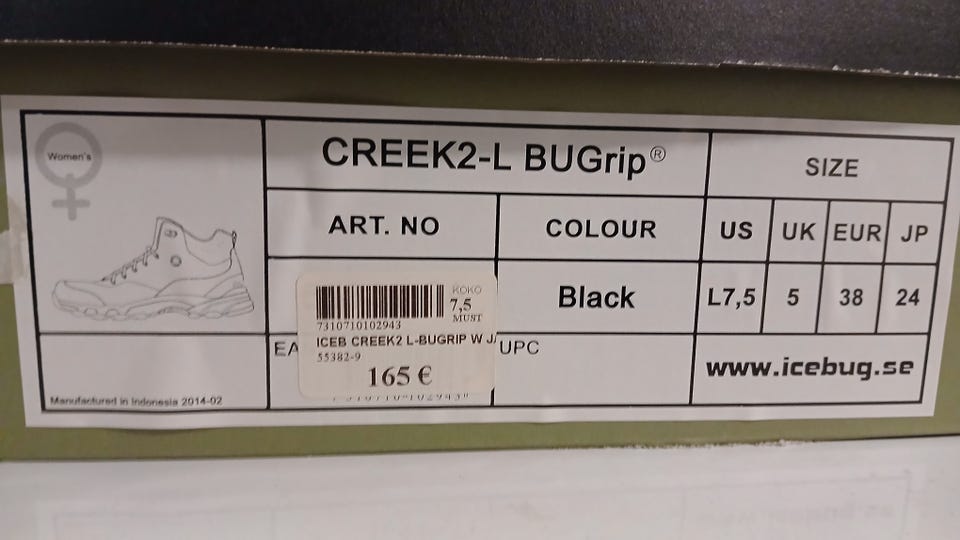 Women's
CREEK2-L BUGrip®
SIZE
ART. NO
COLOUR
US
UK
EUR
JP
Black
L7,5
5
38
24
KOKO
7,5
MUST
7310710102943
ICEB CREEK2 L-BUGRIP W
55382-9
165 €
EA
UPC
www.icebug.se
Manufactured in Indonesia 2014-02